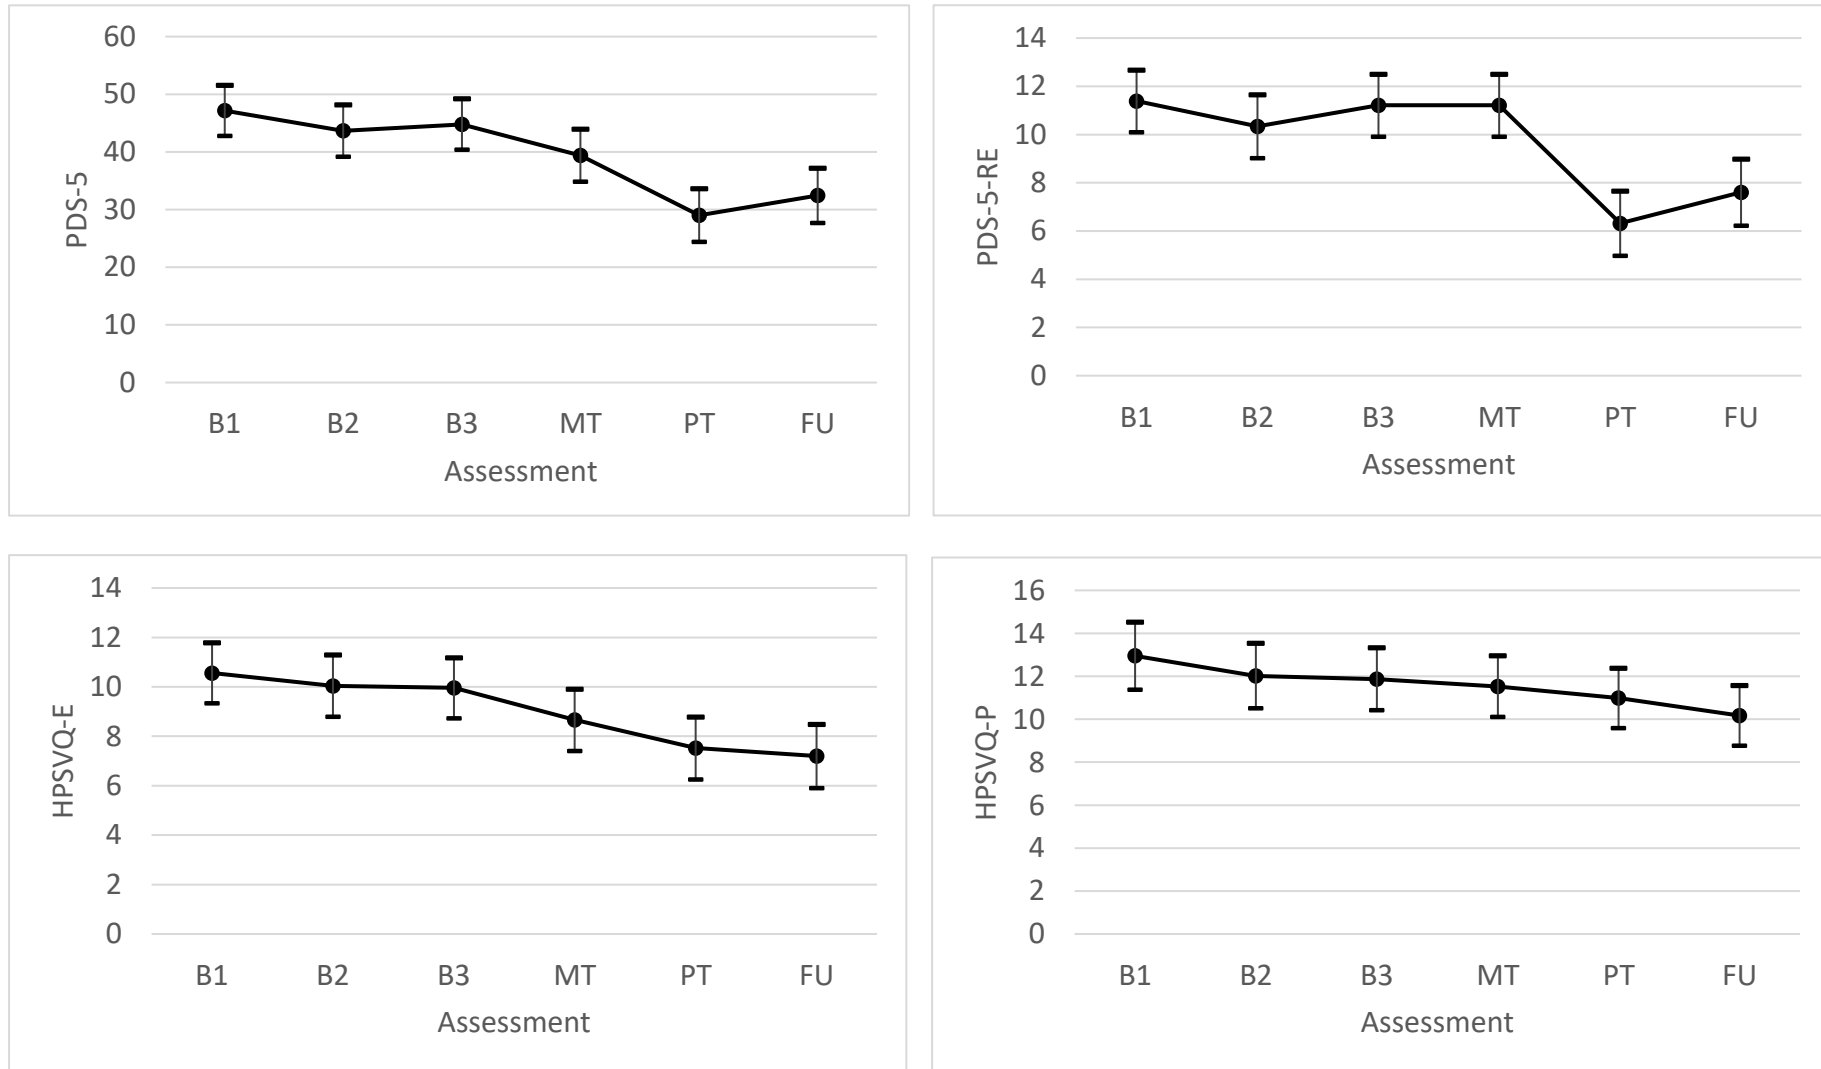 PDS-5
60
50
40
30
20
10
0
B1 B2 B3 MT PT FU
Assessment
PDS-5-RE
14
12
10
8
6
4
2
0
B1 B2 B3 MT PT FU
Assessment
HPSVQ-E
14
12
10
8
6
4
2
0
B1 B2 B3 MT PT FU
Assessment
HPSVQ-P
16
14
12
10
8
6
4
2
0
B1 B2 B3 MT PT FU
Assessment